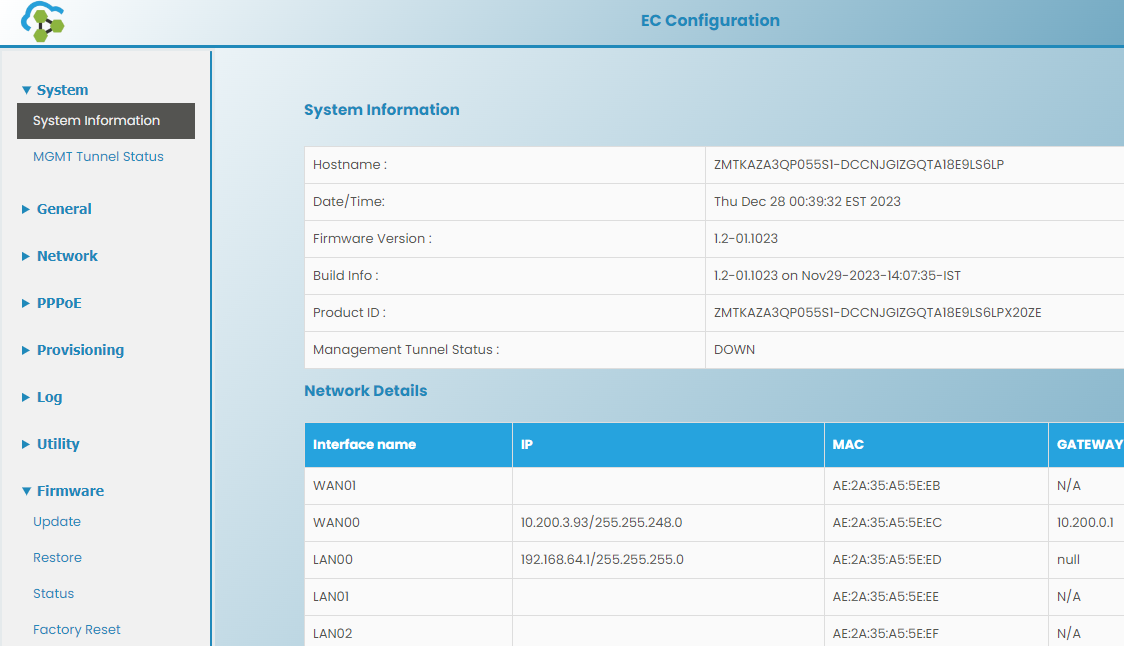 EC Configuration
System
System Information
MGMT Tunnel Status
General
Network
PPPoE
Provisioning
Log
Utility
Firmware
Update
Restore
Status
Factory Reset
System Information
Hostname : ZMTKAZA3QP055S1-DCCNJGIZGQTA18E9LS6LP
Date/Time: Thu Dec 28 00:39:32 EST 2023
Firmware Version : 1.2-01.1023
Build Info : 1.2-01.1023 on Nov29-2023-14:07:35-IST
Product ID : ZMTKAZA3QP055S1-DCCNJGIZGQTA18E9LS6LPX20ZE
Management Tunnel Status : DOWN
Network Details
Interface name IP MAC GATEWAY
WAN01 AE:2A:35:A5:5E:EB N/A
WAN00 10.200.3.93/255.255.248.0 AE:2A:35:A5:5E:EC 10.200.0.1
LAN00 192.168.64.1/255.255.255.0 AE:2A:35:A5:5E:ED null
LAN01 AE:2A:35:A5:5E:EE N/A
LAN02 AE:2A:35:A5:5E:EF N/A